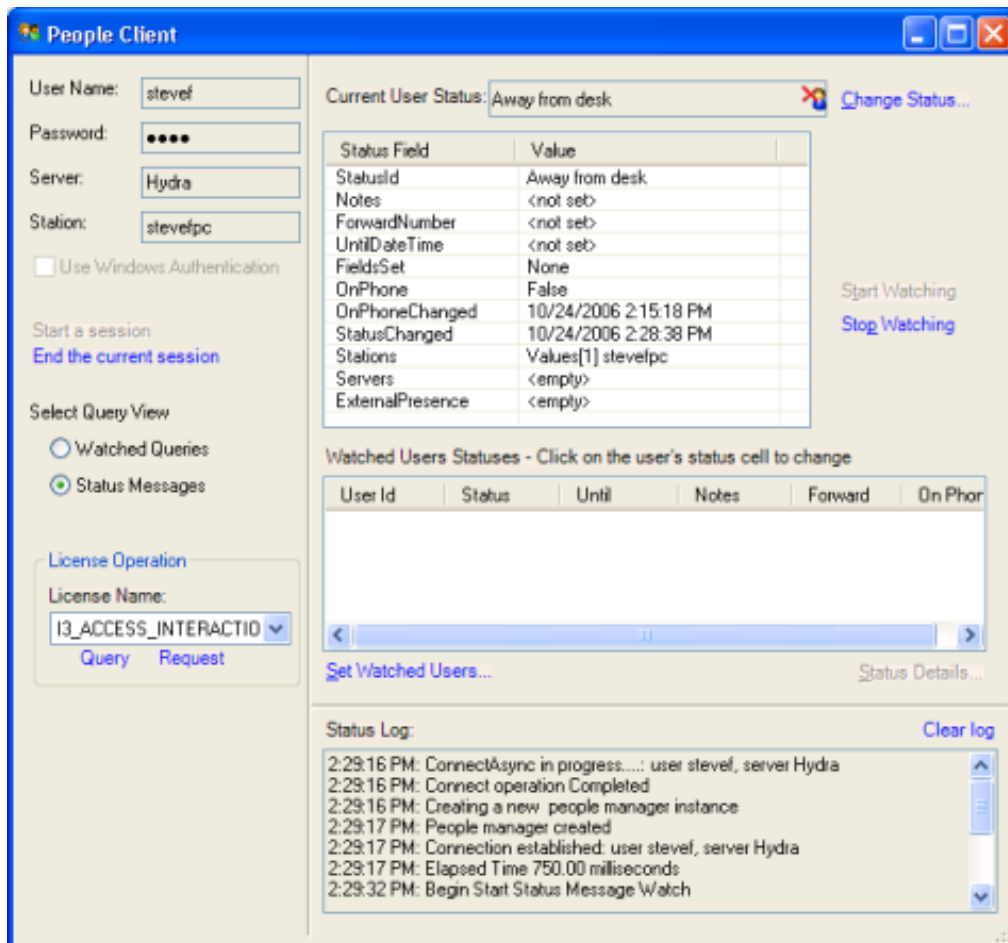 People Client
User Name: stevef
Password: ••••
Server: Hydra
Station: stevefpc
Use Windows Authentication
Start a session
End the current session
Select Query View
Watched Queries
Status Messages
License Operation
License Name:
I3_ACCESS_INTERACTIO
Query Request
Current User Status: Away from desk Change Status...
Status Field Value
StatusId Away from desk
Notes <not set>
ForwardNumber <not set>
UntilDateTime <not set>
FieldsSet None
OnPhone False
OnPhoneChanged 10/24/2006 2:15:18 PM
StatusChanged 10/24/2006 2:28:38 PM
Stations Values[1] stevefpc
Servers <empty>
ExternalPresence <empty>
Start Watching
Stop Watching
Watched Users Statuses - Click on the user's status cell to change
User Id Status Until Notes Forward On Phon
Set Watched Users... Status Details...
Status Log: Clear log
2:29:16 PM: ConnectAsync in progress....: user stevef, server Hydra
2:29:16 PM: Connect operation Completed
2:29:16 PM: Creating a new people manager instance
2:29:17 PM: People manager created
2:29:17 PM: Connection established: user stevef, server Hydra
2:29:17 PM: Elapsed Time 750.00 milliseconds
2:29:32 PM: Begin Start Status Message Watch